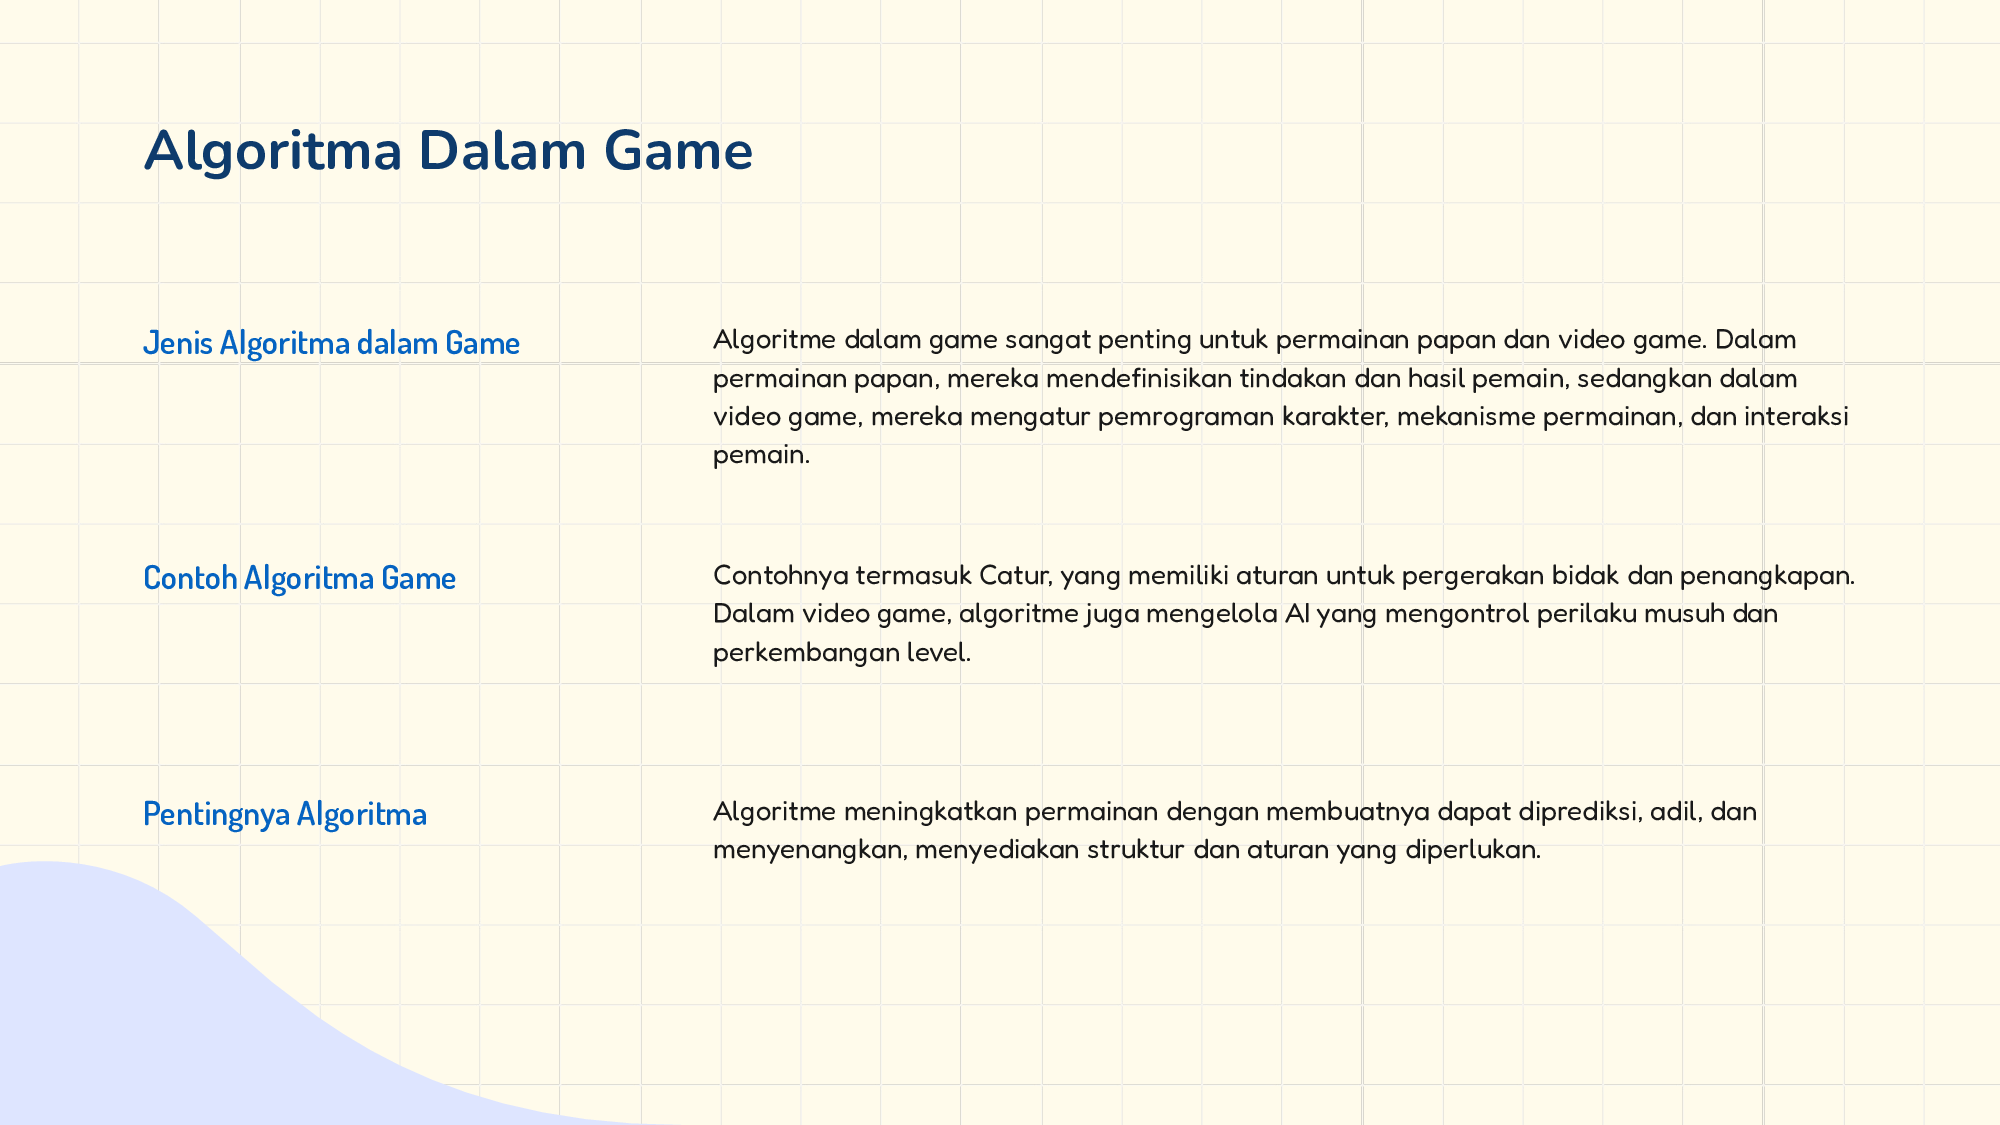 Algoritma Dalam Game
Jenis Algoritma dalam Game
Algoritme dalam game sangat penting untuk permainan papan dan video game. Dalam
permainan papan, mereka mendefinisikan tindakan dan hasil pemain, sedangkan dalam
video game, mereka mengatur pemrograman karakter, mekanisme permainan, dan interaksi
pemain.
Contoh Algoritma Game
Contohnya termasuk Catur, yang memiliki aturan untuk pergerakan bidak dan penangkapan.
Dalam video game, algoritme juga mengelola AI yang mengontrol perilaku musuh dan
perkembangan level.
Pentingnya Algoritma
Algoritme meningkatkan permainan dengan membuatnya dapat diprediksi, adil, dan
menyenangkan, menyediakan struktur dan aturan yang diperlukan.